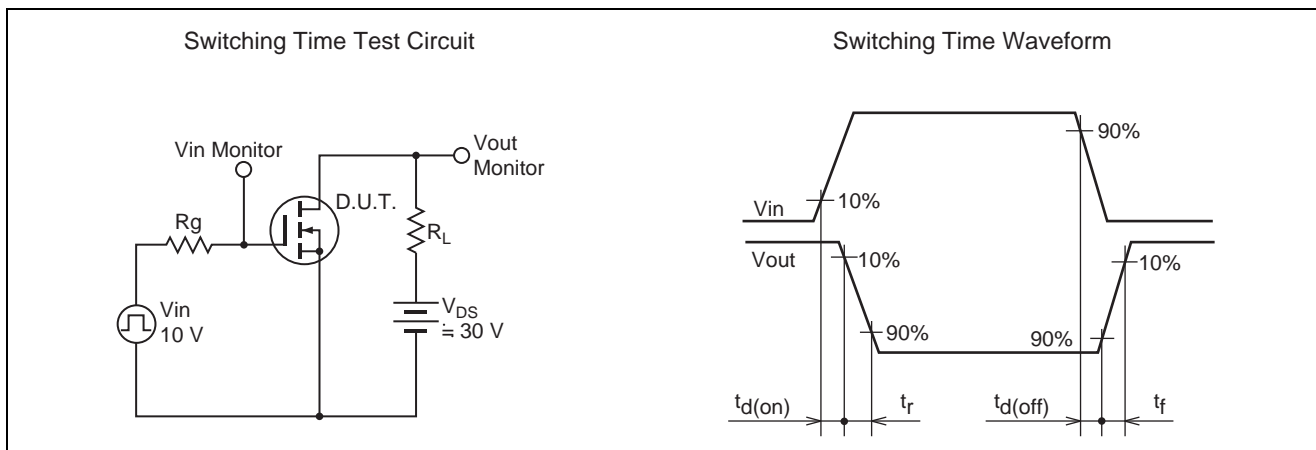 Switching Time Test Circuit
Vin Monitor
Vout
Monitor
D.U.T.
Rg
RL
Vin
10 V
VDS
≒ 30 V
Switching Time Waveform
90%
10%
Vin
Vout
10%
10%
90%
90%
td(on)
tr
td(off)
tf